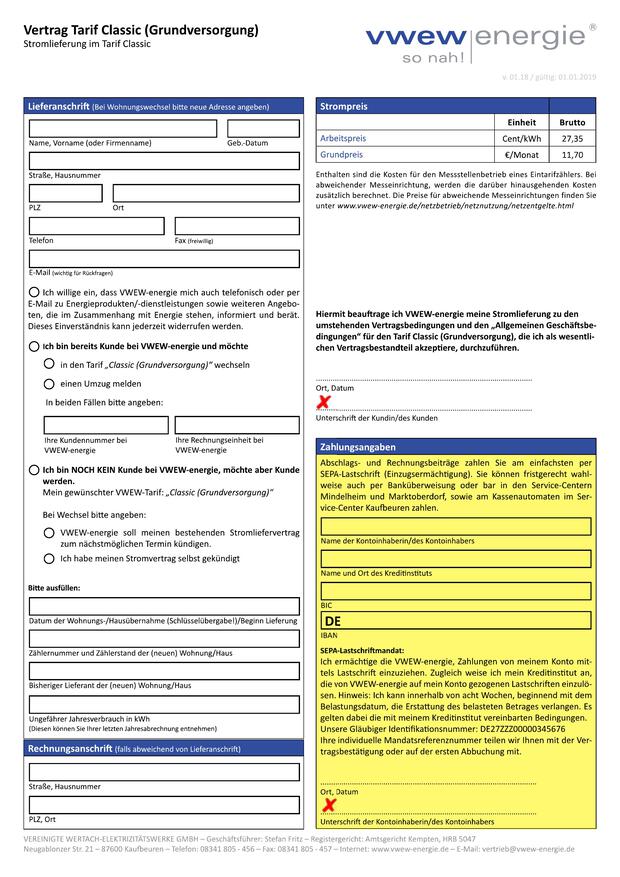 Vertrag Tarif Classic (Grundversorgung)
Stromlieferung im Tarif Classic
vwew energie ®
so nah!
v. 01.18 / gültig: 01.01.2019
Lieferanschrift (Bei Wohnungswechsel bitte neue Adresse angeben)
Name, Vorname (oder Firmenname) Geb.-Datum
Straße, Hausnummer
PLZ Ort
Telefon Fax (freiwillig)
E-Mail (wichtig für Rückfragen)
Ich willige ein, dass VWEW-energie mich auch telefonisch oder per
E-Mail zu Energieprodukten/-dienstleistungen sowie weiteren Angebo-
ten, die im Zusammenhang mit Energie stehen, informiert und berät.
Dieses Einverständnis kann jederzeit widerrufen werden.
Ich bin bereits Kunde bei VWEW-energie und möchte
in den Tarif „Classic (Grundversorgung)" wechseln
einen Umzug melden
In beiden Fällen bitte angeben:
Ihre Kundennummer bei Ihre Rechnungseinheit bei
VWEW-energie VWEW-energie
Ich bin NOCH KEIN Kunde bei VWEW-energie, möchte aber Kunde
werden.
Mein gewünschter VWEW-Tarif: „Classic (Grundversorgung)"
Bei Wechsel bitte angeben:
VWEW-energie soll meinen bestehenden Stromliefervertrag
zum nächstmöglichen Termin kündigen.
Ich habe meinen Stromvertrag selbst gekündigt
Bitte ausfüllen:
Datum der Wohnungs-/Hausübernahme (Schlüsselübergabe!)/Beginn Lieferung
Zählernummer und Zählerstand der (neuen) Wohnung/Haus
Bisheriger Lieferant der (neuen) Wohnung/Haus
Ungefährer Jahresverbrauch in kWh
(Diesen können Sie Ihrer letzten Jahresabrechnung entnehmen)
Rechnungsanschrift (falls abweichend von Lieferanschrift)
Straße, Hausnummer
PLZ, Ort
Strompreis
Einheit Brutto
Arbeitspreis Cent/kWh 27,35
Grundpreis €/Monat 11,70
Enthalten sind die Kosten für den Messstellenbetrieb eines Eintarifzählers. Bei
abweichender Messeinrichtung, werden die darüber hinausgehenden Kosten
zusätzlich berechnet. Die Preise für abweichende Messeinrichtungen finden Sie
unter www.vwew-energie.de/netzbetrieb/netznutzung/netzentgelte.html
Hiermit beauftrage ich VWEW-energie meine Stromlieferung zu den
umstehenden Vertragsbedingungen und den „Allgemeinen Geschäftsbe-
dingungen" für den Tarif Classic (Grundversorgung), die ich als wesentli-
chen Vertragsbestandteil akzeptiere, durchzuführen.
Ort, Datum
✗
Unterschrift der Kundin/des Kunden
Zahlungsangaben
Abschlags- und Rechnungsbeiträge zahlen Sie am einfachsten per
SEPA-Lastschrift (Einzugsermächtigung). Sie können fristgerecht wahl-
weise auch per Banküberweisung oder bar in den Service-Centern
Mindelheim und Marktoberdorf, sowie am Kassenautomaten im Ser-
vice-Center Kaufbeuren zahlen.
Name der Kontoinhaberin/des Kontoinhabers
Name und Ort des Kreditinstituts
BIC
DE
IBAN
SEPA-Lastschriftmandat:
Ich ermächtige die VWEW-energie, Zahlungen von meinem Konto mit-
tels Lastschrift einzuziehen. Zugleich weise ich mein Kreditinstitut an,
die von VWEW-energie auf mein Konto gezogenen Lastschriften einzulö-
sen. Hinweis: Ich kann innerhalb von acht Wochen, beginnend mit dem
Belastungsdatum, die Erstattung des belasteten Betrages verlangen. Es
gelten dabei die mit meinem Kreditinstitut vereinbarten Bedingungen.
Unsere Gläubiger Identifikationsnummer: DE27ZZZ00000345676
Ihre individuelle Mandatsreferenznummer teilen wir Ihnen mit der Ver-
tragsbestätigung oder auf der ersten Abbuchung mit.
Ort, Datum
✗
Unterschrift der Kontoinhaberin/des Kontoinhabers
VEREINIGTE WERTACH-ELEKTRIZITÄTSWERKE GMBH – Geschäftsführer: Stefan Fritz – Registergericht: Amtsgericht Kempten, HRB 5047
Neugablonzer Str. 21 – 87600 Kaufbeuren – Telefon: 08341 805 - 456 – Fax: 08341 805 - 457 – Internet: www.vwew-energie.de – E-Mail: vertrieb@vwew-energie.de